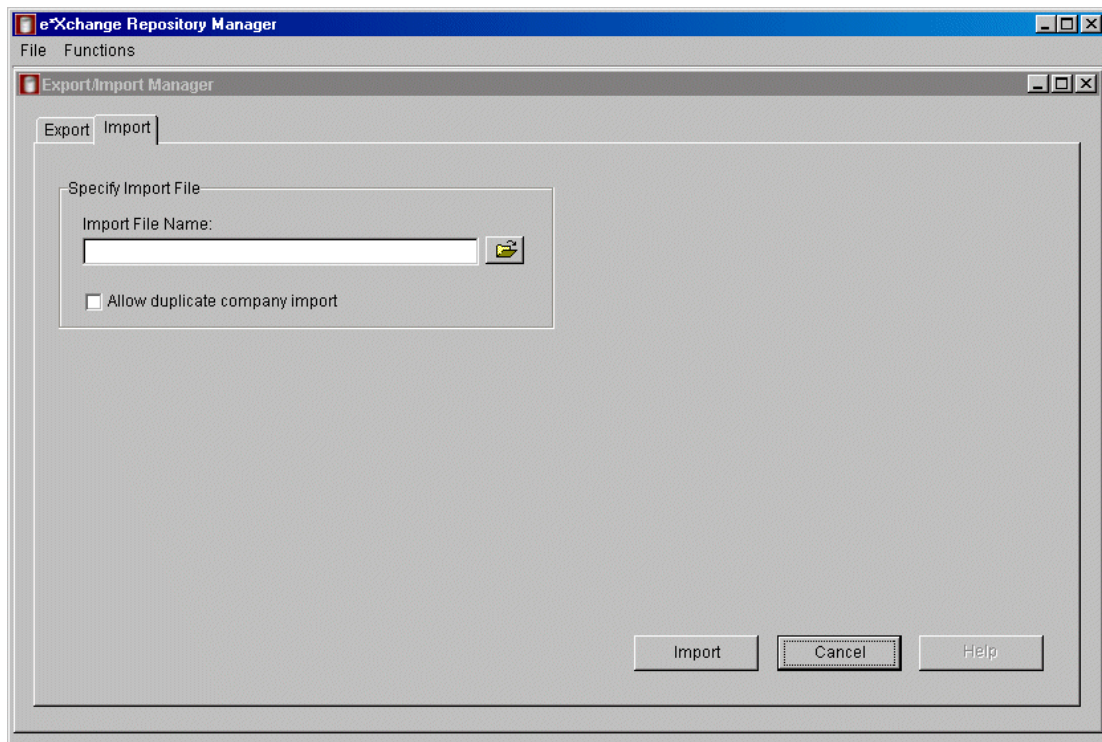 e*Xchange Repository Manager
File Functions
Export/Import Manager
Export Import
Specify Import File
Import File Name:
Allow duplicate company import
Import Cancel Help